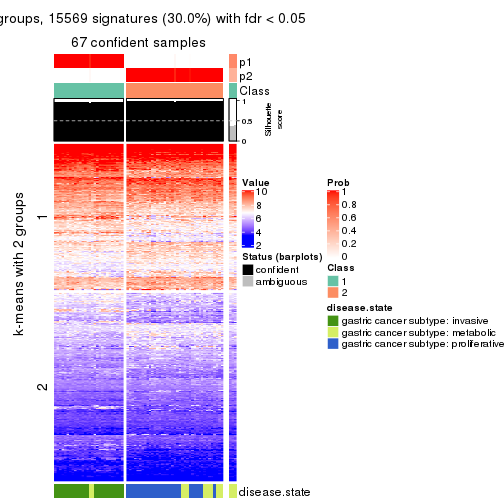 groups, 15569 signatures (30.0%) with fdr < 0.05
67 confident samples
p1
p2
Class
1
0.5
0
Silhouette
score
k-means with 2 groups
1
2
Value
10
8
6
4
2
Status (barplots)
confident
ambiguous
Prob
1
0.8
0.6
0.4
0.2
0
Class
1
2
disease.state
gastric cancer subtype: invasive
gastric cancer subtype: metabolic
gastric cancer subtype: proliferative
disease.state